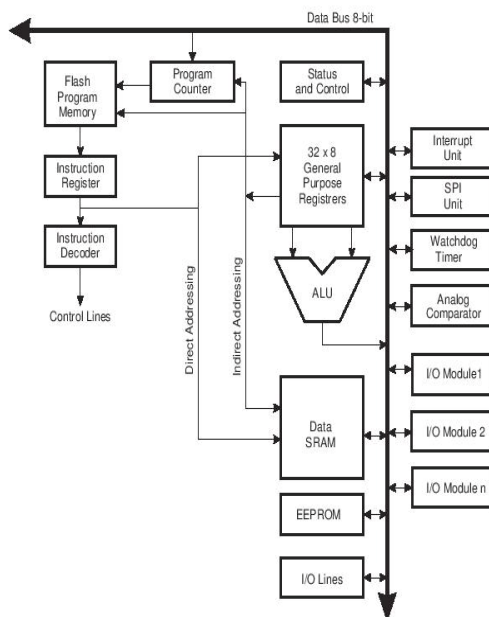 Data Bus 8-bit
Flash
Program
Memory
Program
Counter
Status
and Control
Interrupt
Unit
32 x 8
General
Purpose
Registrers
Instruction
Register
SPI
Unit
Instruction
Decoder
Watchdog
Timer
Direct Addressing
Indirect Addressing
ALU
Control Lines
Analog
Comparator
I/O Module1
Data
SRAM
I/O Module 2
I/O Module n
EEPROM
I/O Lines